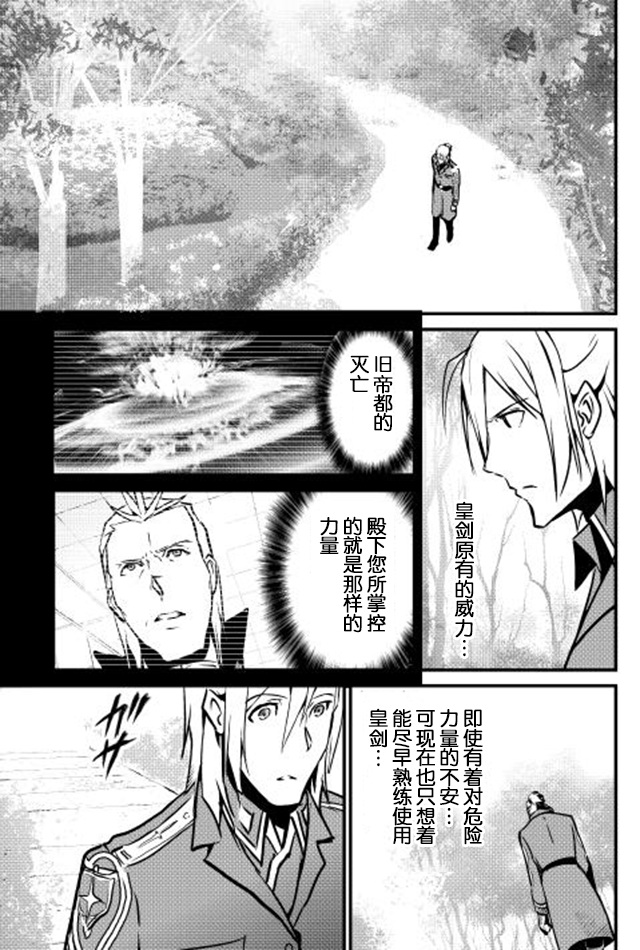 皇剑原有的威力…
旧帝都的
灭亡
殿下您所掌控
的就是那样的
力量
即使有着对危险
力量的不安…
可现在也只想着
能尽早熟练使用
皇剑…